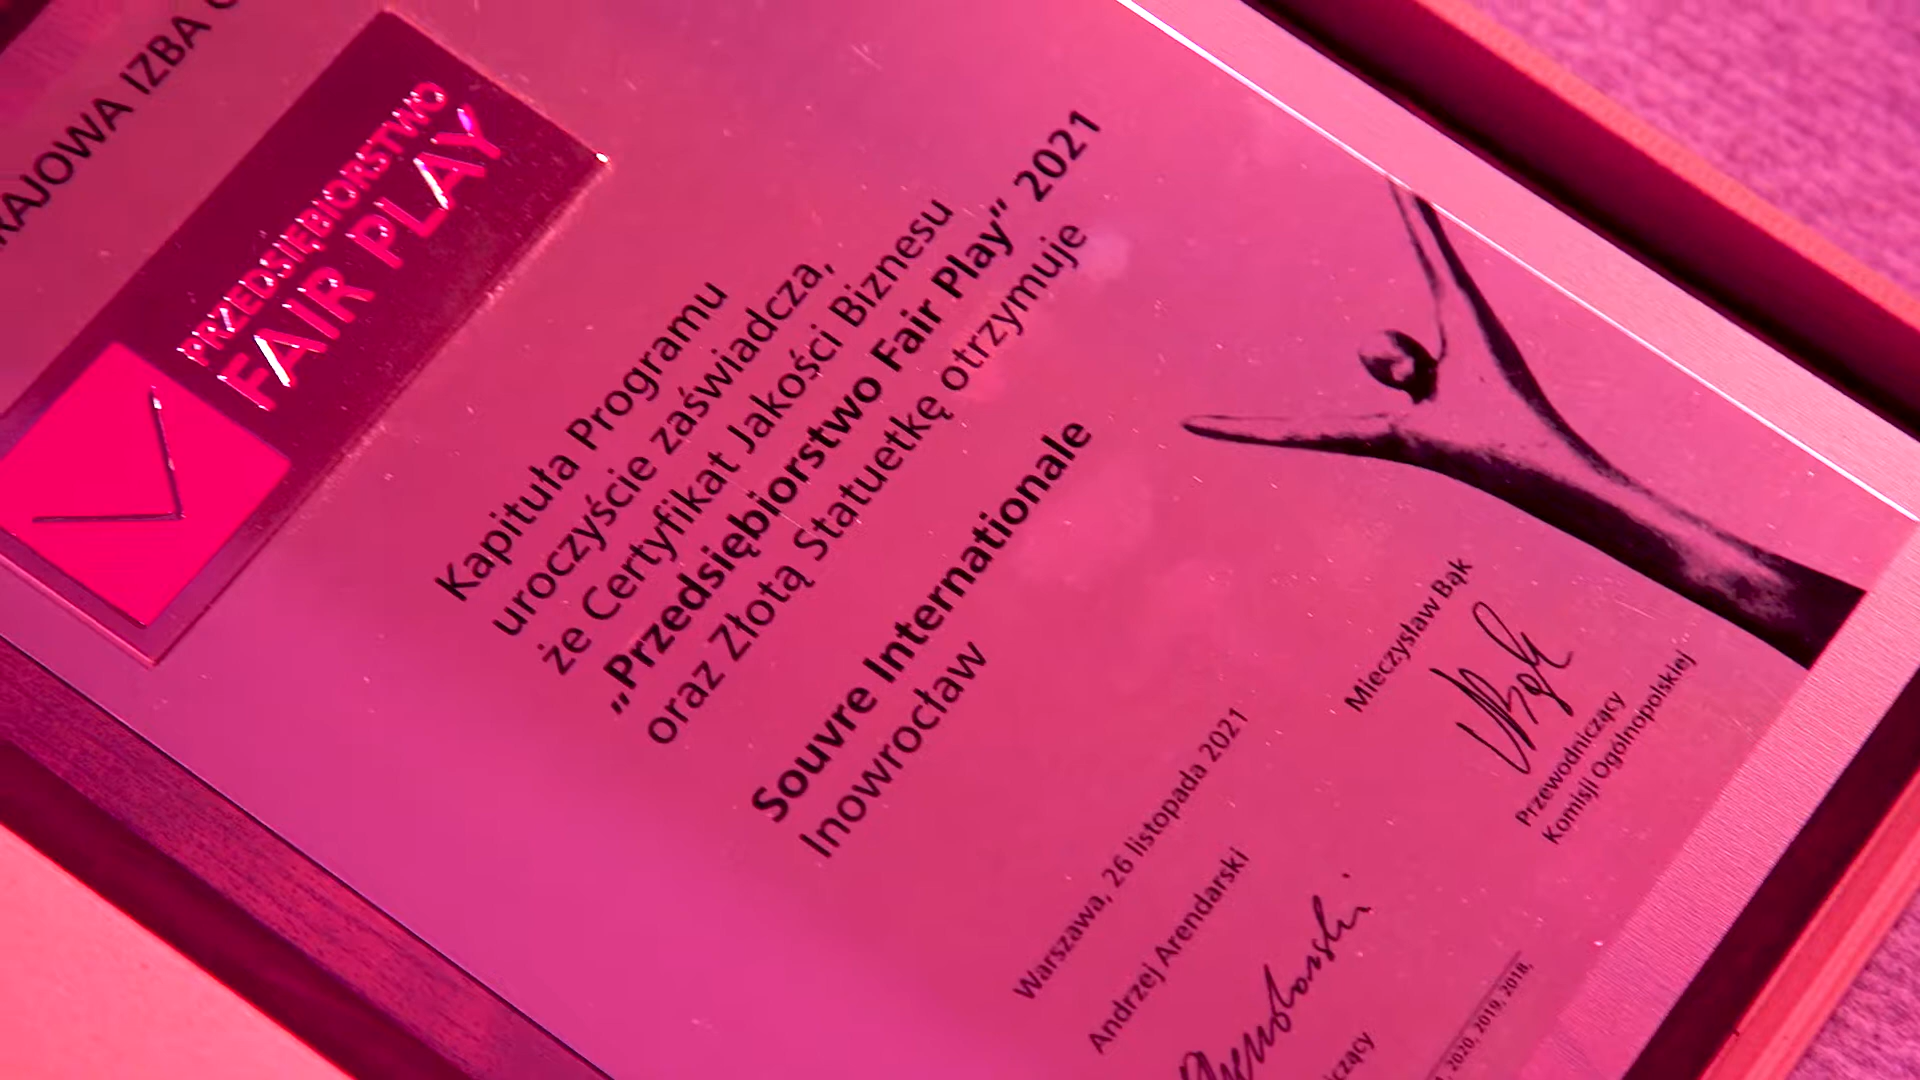 KRAJOWA IZBA
PRZEDSIĘBIORSTWO
FAIR PLAY
Kapituła Programu
uroczyście zaświadcza,
że Certyfikat Jakości Biznesu
„Przedsiębiorstwo Fair Play" 2021
oraz Złotą Statuetkę otrzymuje
Souvre Internationale
Inowrocław
Warszawa, 26 listopada 2021
Mieczysław Bąk
Przewodniczący
Komisji Ogólnopolskiej
Andrzej Arendarski
2020, 2019, 2018,